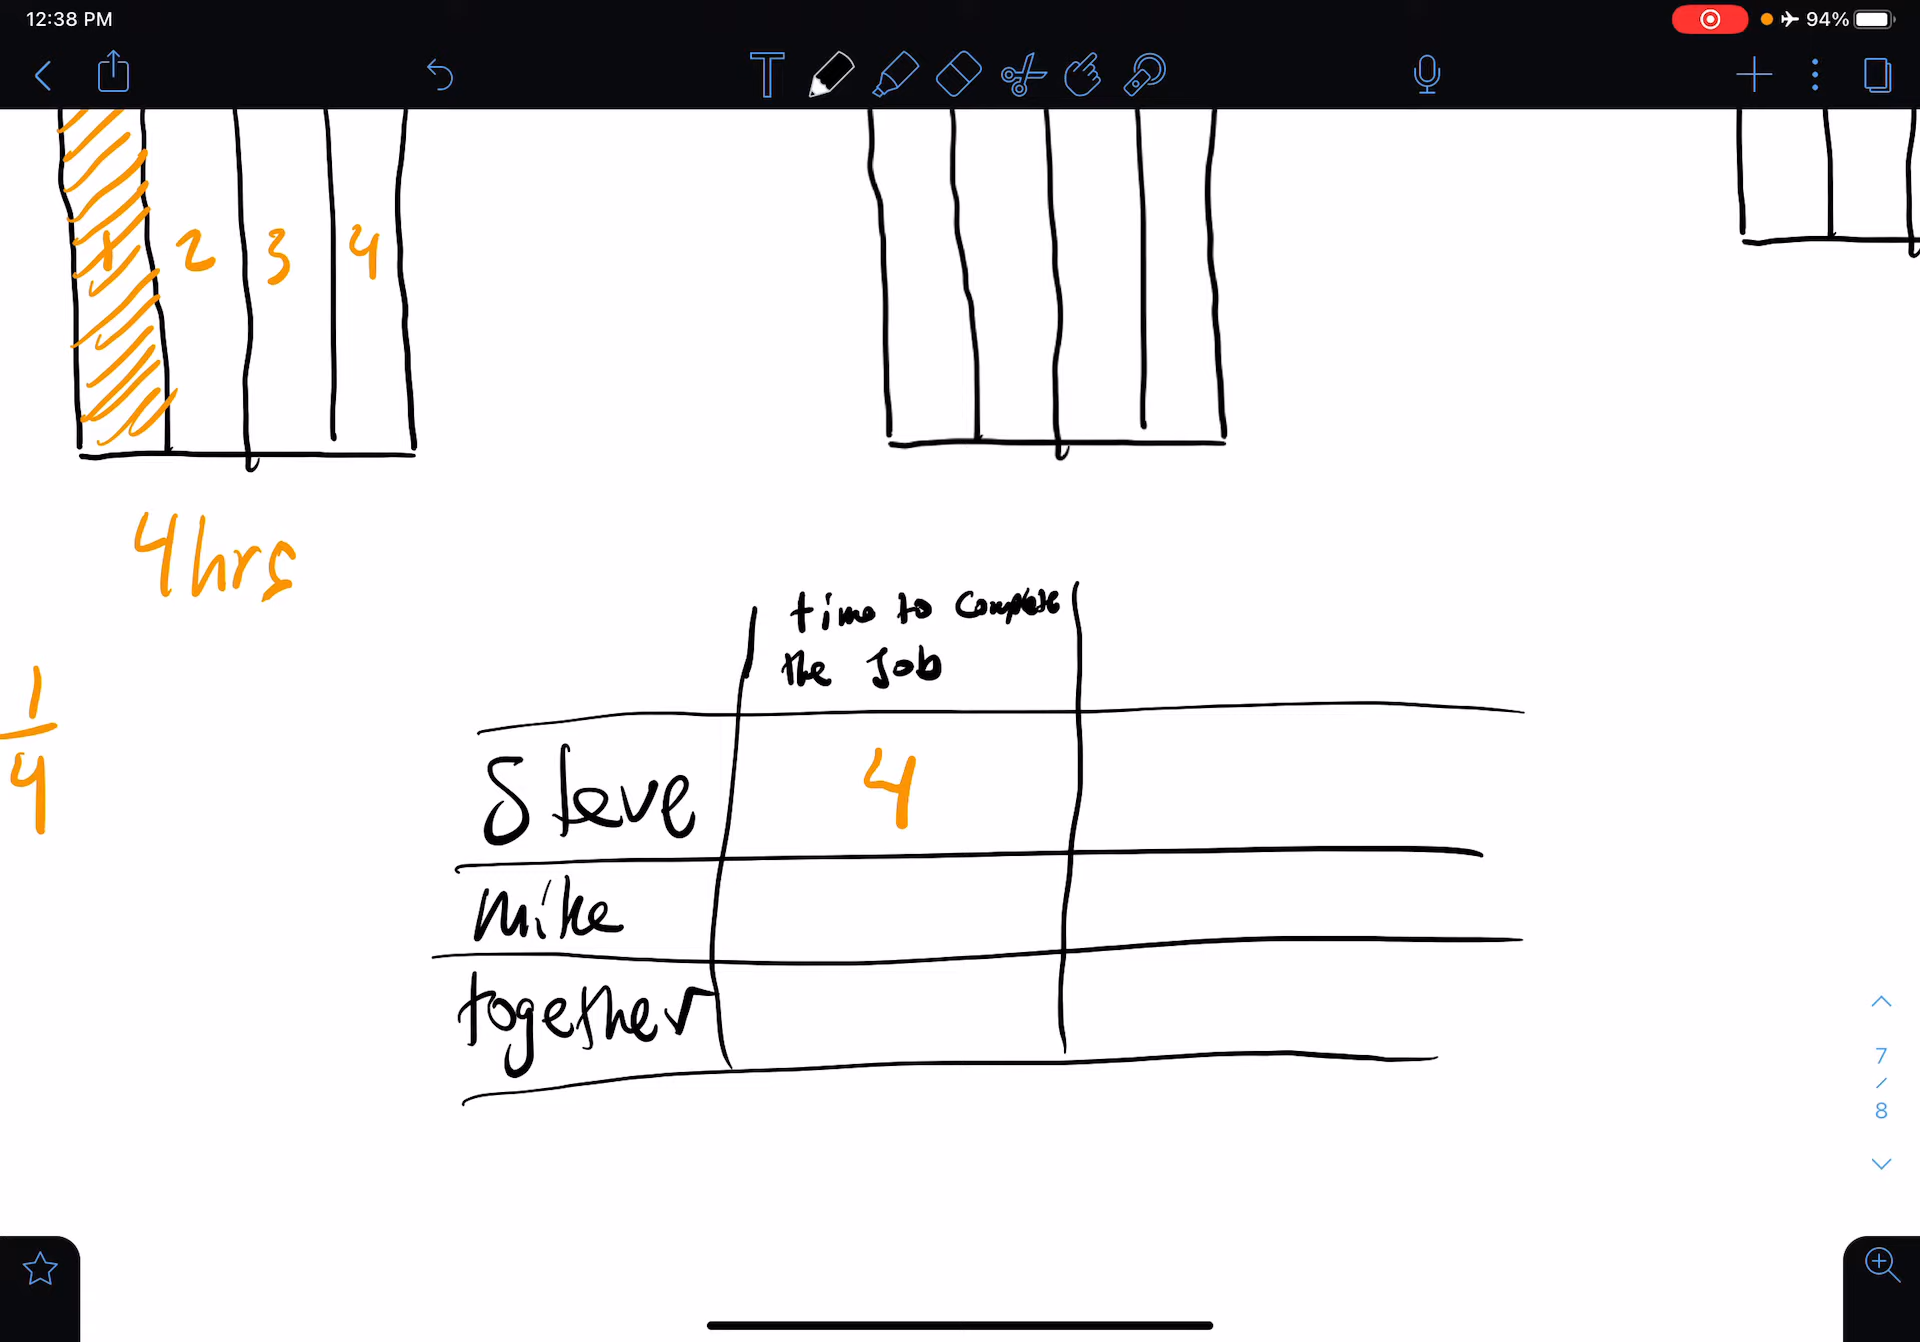 12:38 PM
94%
T
1 2 3 4
4hrs
time to complete
the Job
1
4
Steve 4
mike
together
7
/
8